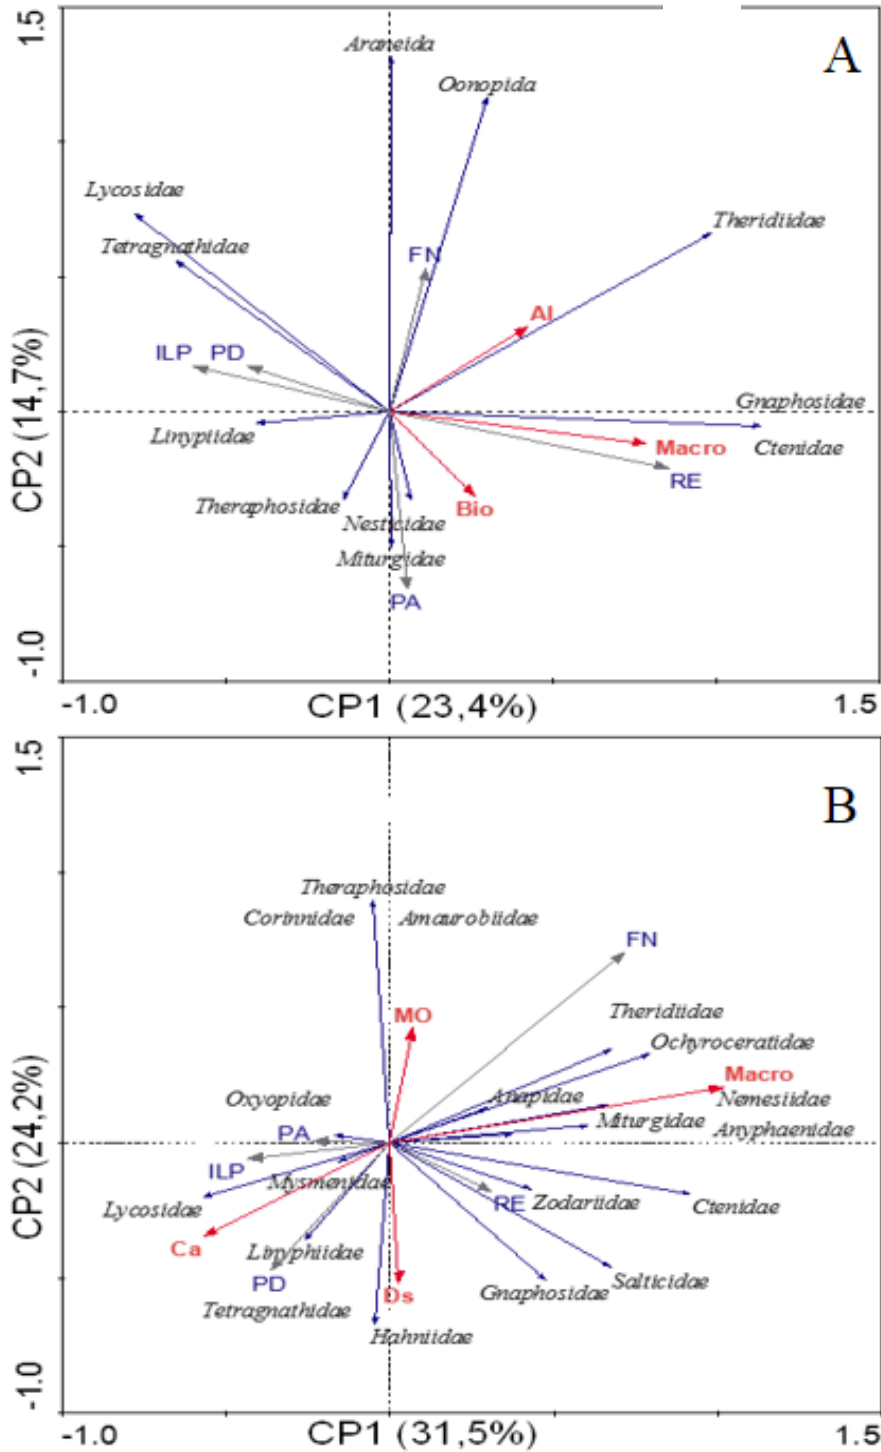 1.5
A
Araneida
Oonopida
Lycosidae
Theridiidae
Tetragnathidae
FN
Al
ILP PD
Gnaphosidae
Linypiidae
Macro
Ctenidae
RE
Theraphosidae
Bio
Nesticidae
Miturgidae
PA
CP2 (14,7%)
-1.0
-1.0
CP1 (23,4%)
1.5
1.5
B
Theraphosidae
Corinnidae
Amaurobiidae
FN
MO
Theridiidae
Ochyroceratidae
Macro
Oxyopidae
Anapidae
Nemesiidae
PA
Miturgidae
Anyphaenidae
ILP
Mysmenidae
Lycosidae
RE
Zodariidae
Ctenidae
Ca
Linyphiidae
PD
Ds
Gnaphosidae
Salticidae
Tetragnathidae
Hahniidae
CP2 (24,2%)
-1.0
-1.0
CP1 (31,5%)
1.5